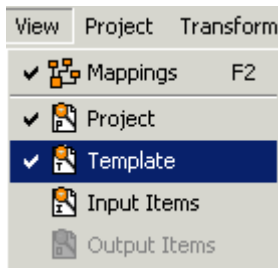 View Project Transform
Mappings F2
Project
Template
Input Items
Output Items